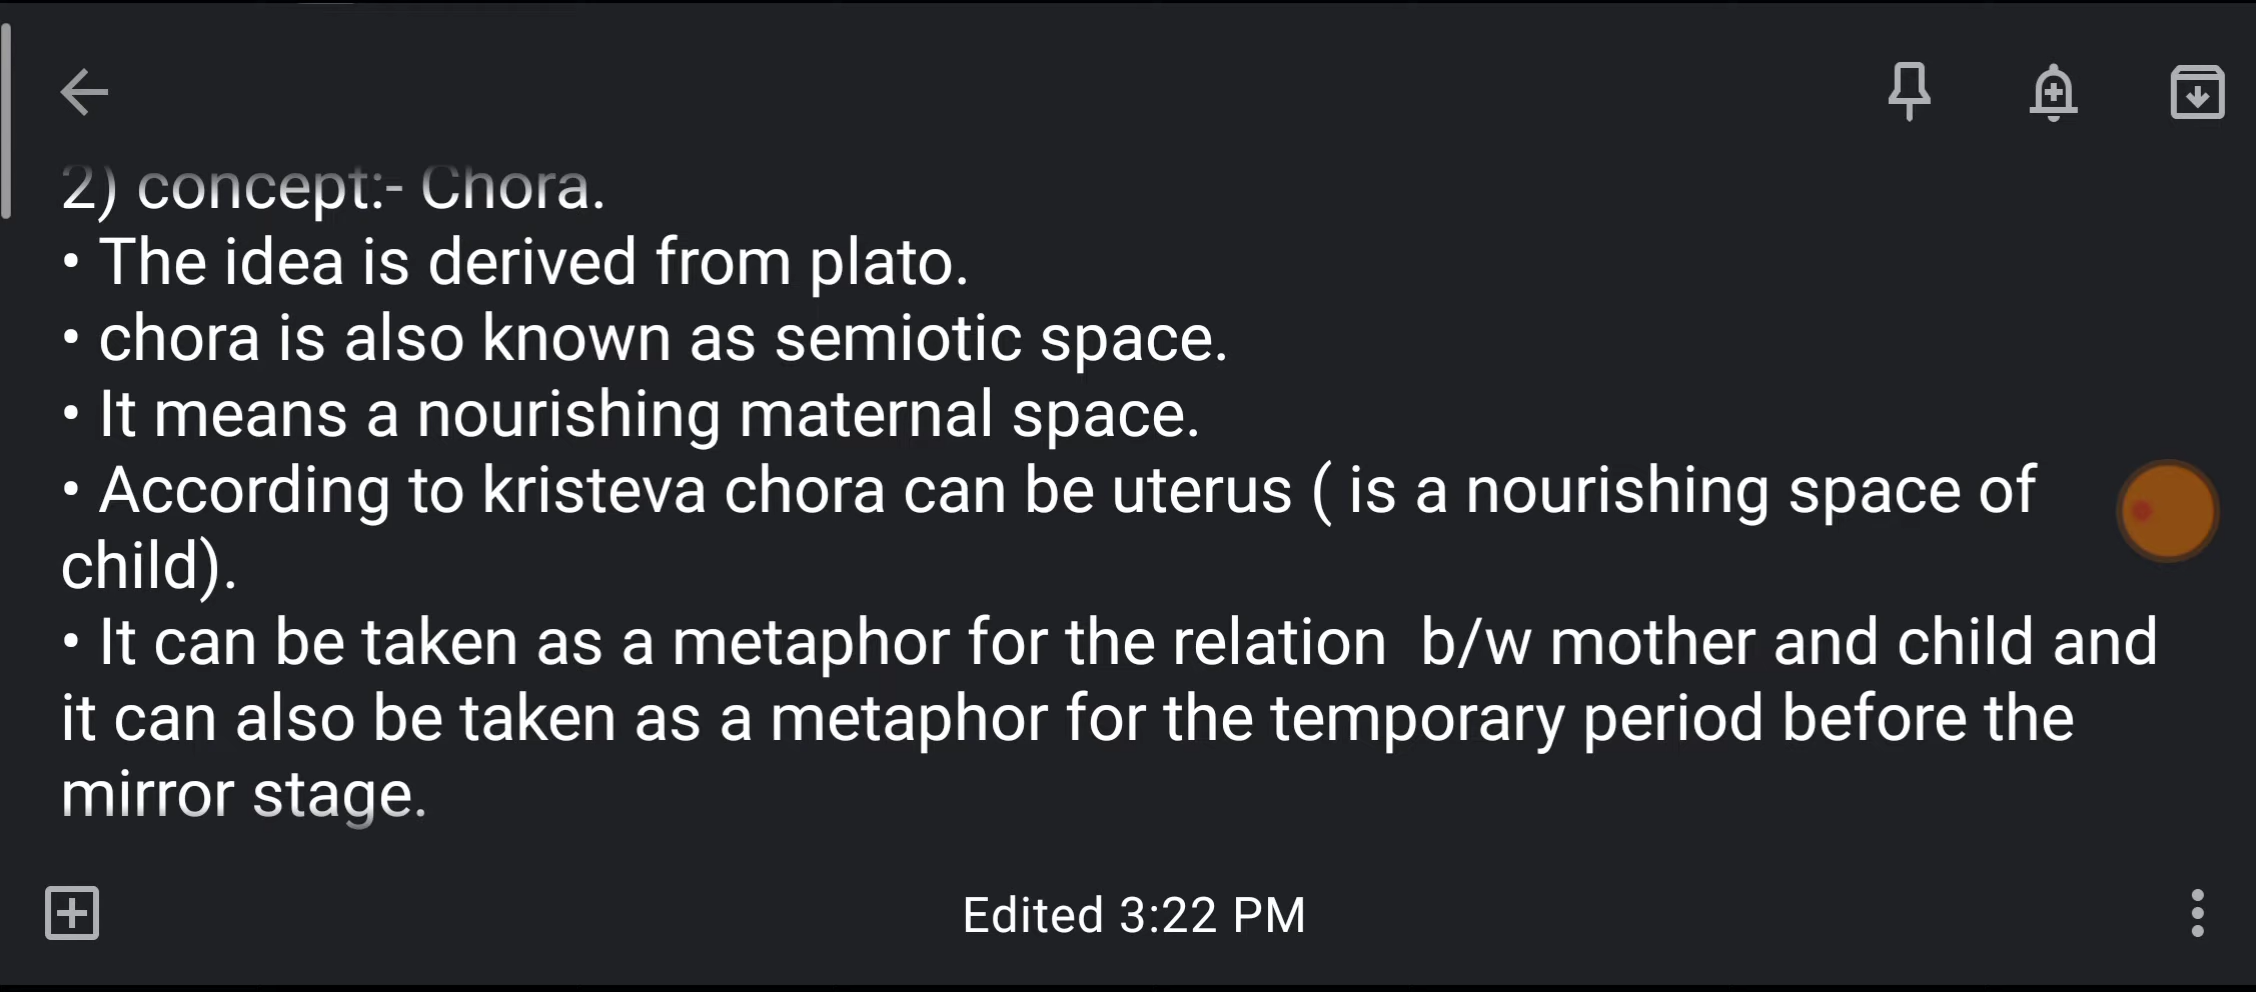 2) concept:- Chora.
• The idea is derived from plato.
• chora is also known as semiotic space.
• It means a nourishing maternal space.
• According to kristeva chora can be uterus ( is a nourishing space of
child).
• It can be taken as a metaphor for the relation  b/w mother and child and
it can also be taken as a metaphor for the temporary period before the
mirror stage.
Edited 3:22 PM